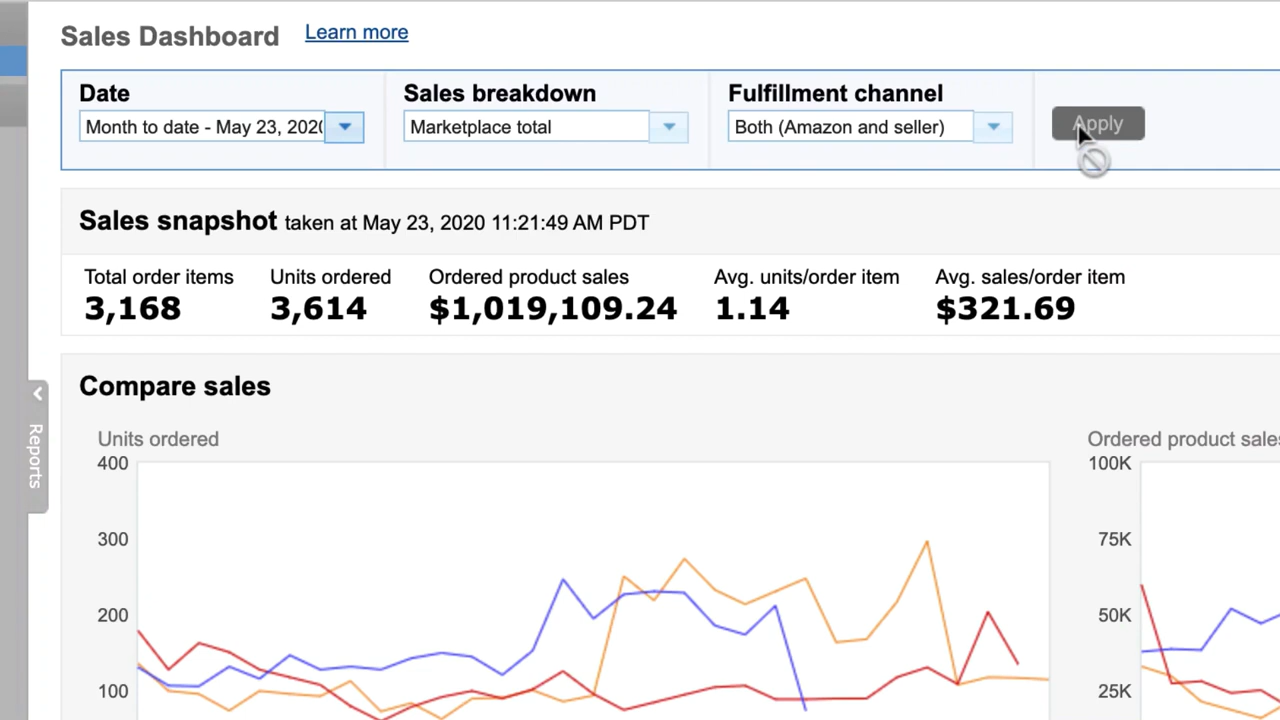 Sales Dashboard Learn more
Date Sales breakdown Fulfillment channel
Month to date - May 23, 202 Marketplace total Both (Amazon and seller) Apply
Sales snapshot taken at May 23, 2020 11:21:49 AM PDT
Total order items Units ordered Ordered product sales Avg. units/order item Avg. sales/order item
3,168 3,614 $1,019,109.24 1.14 $321.69
Compare sales
Reports
Units ordered Ordered product sales
400 100K
300 75K
200 50K
100 25K